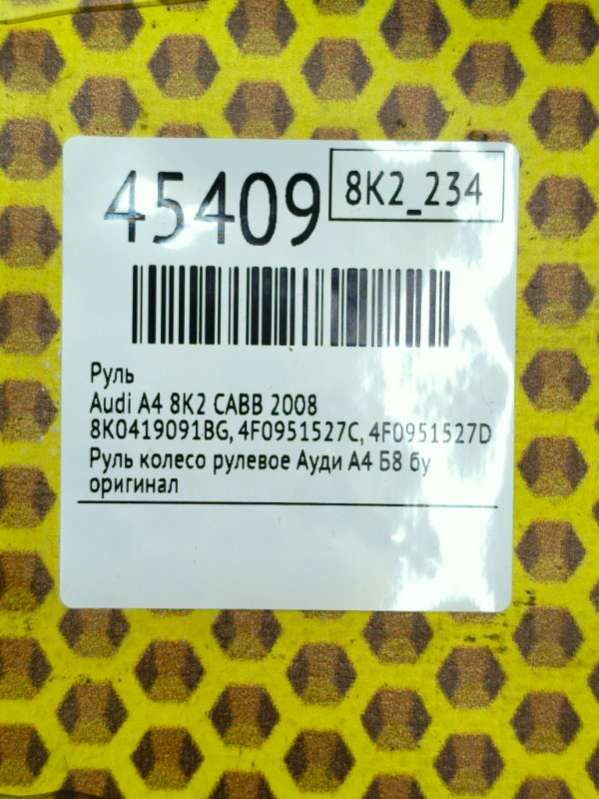 45409
8K2_234
Руль
Audi A4 8K2 CABB 2008
8K0419091BG, 4F0951527C, 4F0951527D
Руль колесо рулевое Ауди А4 Б8 бу
оригинал